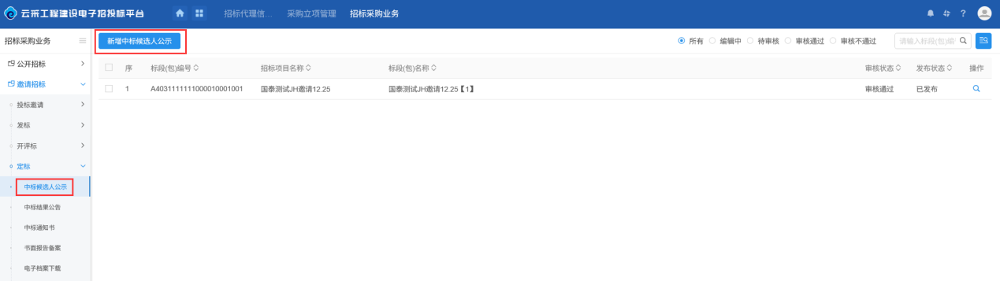 云采工程建设电子招投标平台
招标代理信... 采购立项管理 招标采购业务
招标采购业务
新增中标候选人公示
所有 编辑中 待审核 审核通过 审核不通过
请输入标段(包)编
公开招标
邀请招标
投标邀请
发标
开评标
定标
中标候选人公示
中标结果公告
中标通知书
书面报告备案
电子档案下载
序 标段(包)编号 招标项目名称 标段(包)名称 审核状态 发布状态 操作
1 A4031111111000010001001 国泰测试JH邀请12.25 国泰测试JH邀请12.25【1】 审核通过 已发布